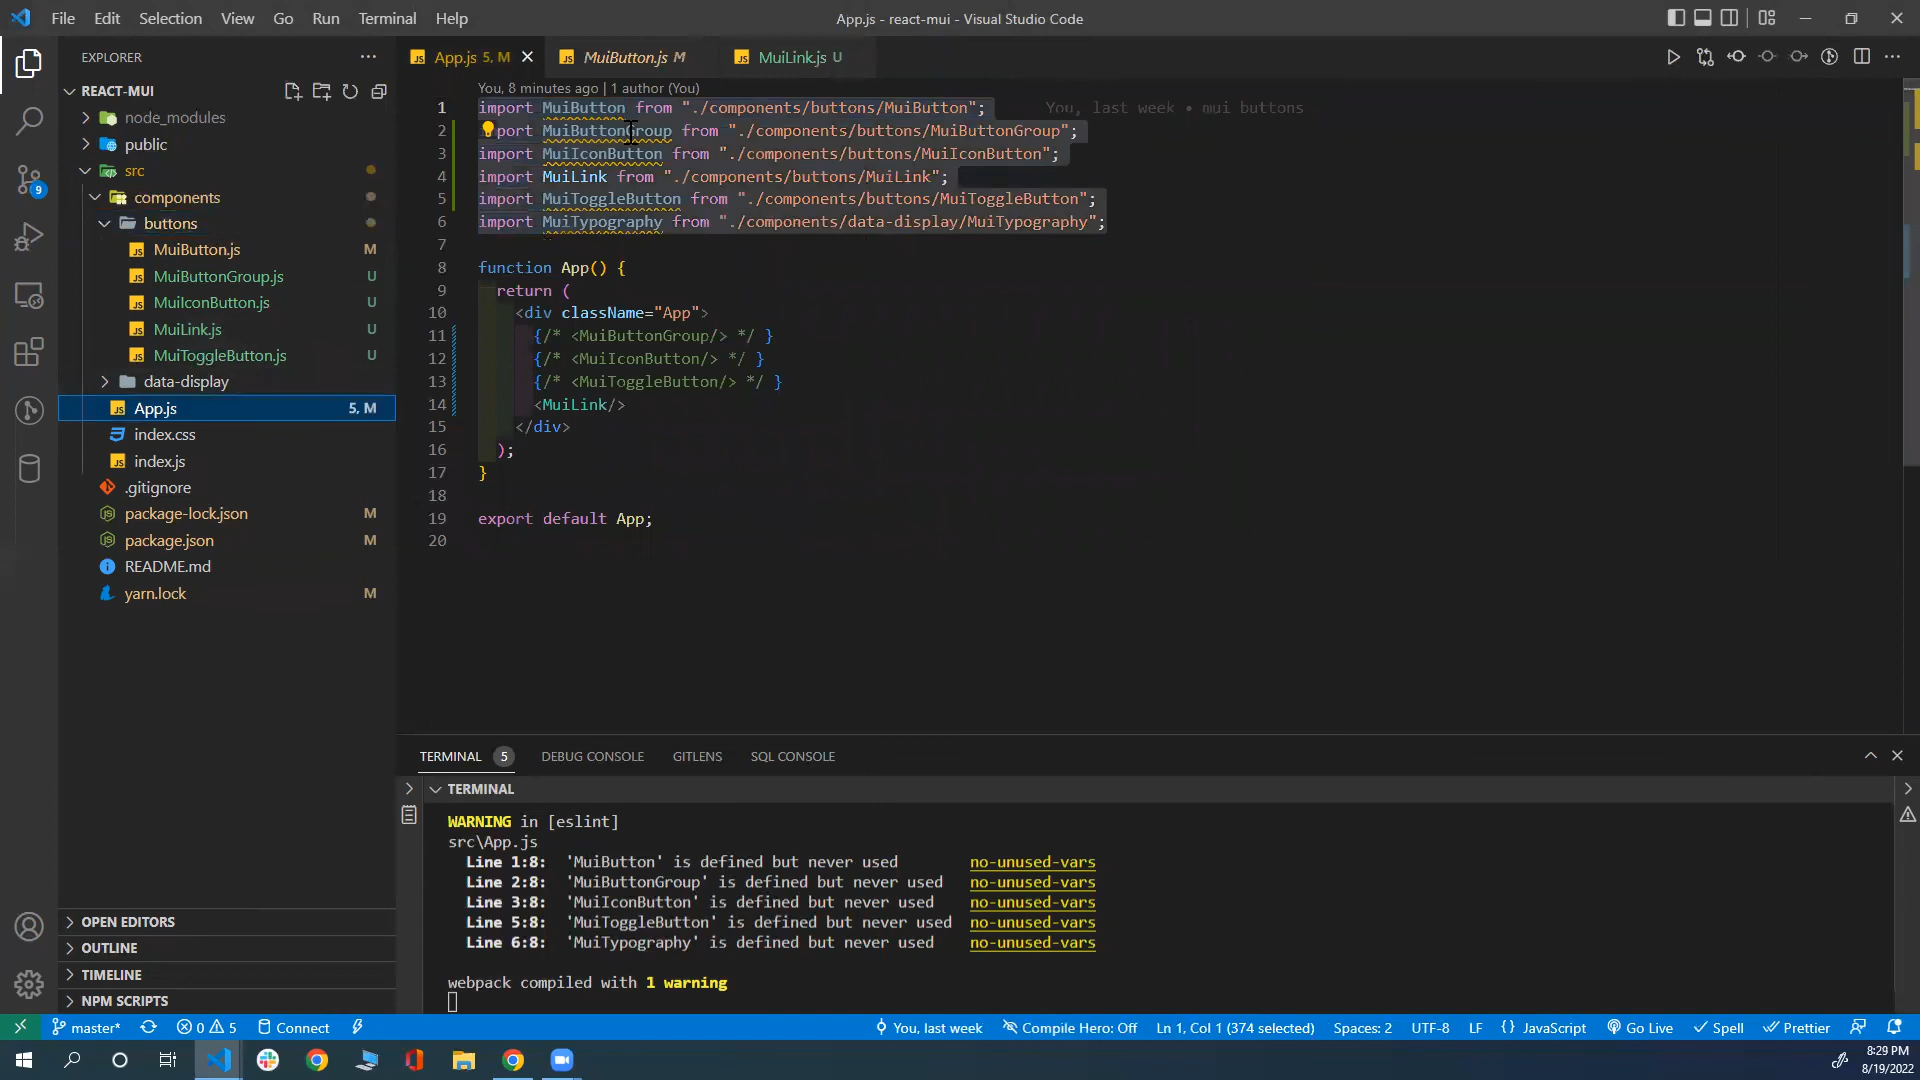 File Edit Selection View Go Run Terminal Help
App.js - react-mui - Visual Studio Code
EXPLORER
REACT-MUI
node_modules
public
src
components
buttons
MuiButton.js M
MuiButtonGroup.js U
MuiIconButton.js U
MuiLink.js U
MuiToggleButton.js U
data-display
App.js 5, M
index.css
index.js
.gitignore
package-lock.json M
package.json M
README.md
yarn.lock M
OPEN EDITORS
OUTLINE
TIMELINE
NPM SCRIPTS
9
App.js 5, M
MuiButton.js M
MuiLink.js U
You, 8 minutes ago | 1 author (You)
1 import MuiButton from "./components/buttons/MuiButton"; You, last week • mui buttons
2 port MuiButtonGroup from "./components/buttons/MuiButtonGroup";
3 import MuiIconButton from "./components/buttons/MuiIconButton";
4 import MuiLink from "./components/buttons/MuiLink";
5 import MuiToggleButton from "./components/buttons/MuiToggleButton";
6 import MuiTypography from "./components/data-display/MuiTypography";
7
8 function App() {
9 return (
10 <div className="App">
11 {/* <MuiButtonGroup/> */ }
12 {/* <MuiIconButton/> */ }
13 {/* <MuiToggleButton/> */ }
14 <MuiLink/>
15 </div>
16 );
17 }
18
19 export default App;
20
TERMINAL 5 DEBUG CONSOLE GITLENS SQL CONSOLE
TERMINAL
WARNING in [eslint]
src\App.js
Line 1:8: 'MuiButton' is defined but never used no-unused-vars
Line 2:8: 'MuiButtonGroup' is defined but never used no-unused-vars
Line 3:8: 'MuiIconButton' is defined but never used no-unused-vars
Line 5:8: 'MuiToggleButton' is defined but never used no-unused-vars
Line 6:8: 'MuiTypography' is defined but never used no-unused-vars
webpack compiled with 1 warning
master* 0 5 Connect You, last week Compile Hero: Off Ln 1, Col 1 (374 selected) Spaces: 2 UTF-8 LF {} JavaScript Go Live Spell Prettier
8:29 PM
8/19/2022